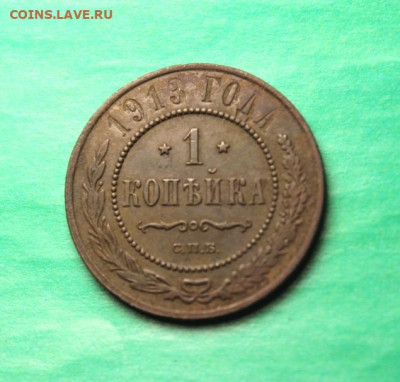 COINS.LAVE.RU
1913 ГОДА
* 1 *
КОПѢЙКА
С.П.Б.